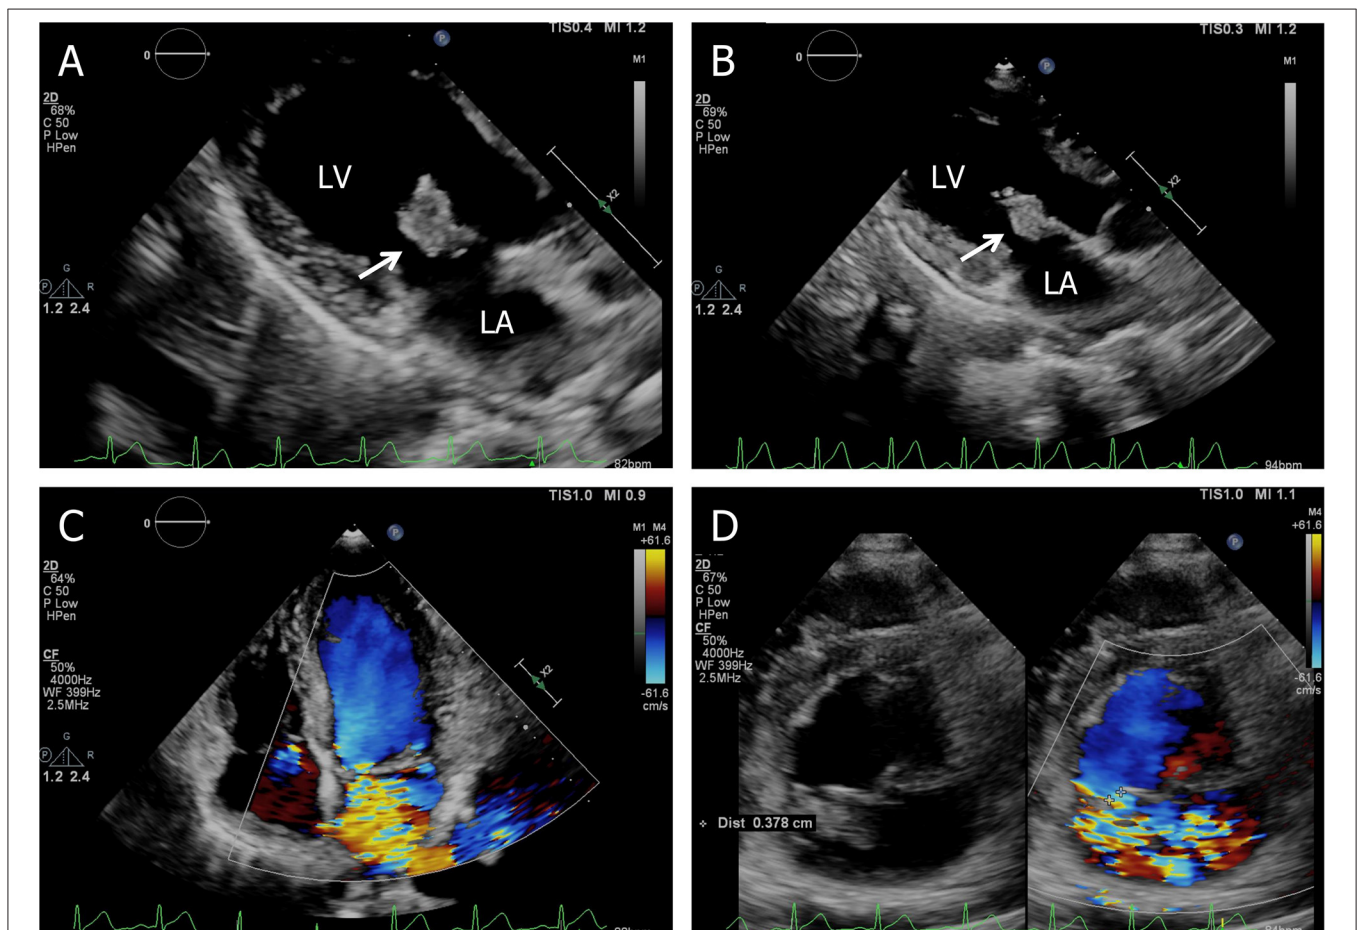 TIS0.4 MI 1.2
A
P
0
M1
2D
68%
C 50
P Low
HPen
LV
X2
G
P R
1.2 2.4
LA
82bpm
TIS0.3 MI 1.2
B
P
0
M1
2D
69%
C 50
P Low
HPen
LV
X2
G
P R
1.2 2.4
LA
94bpm
TIS1.0 MI 0.9
C
P
0
M1 M4
+61.6
2D
64%
C 50
P Low
HPen
CF
50%
4000Hz
WF 399Hz
2.5MHz
X2
-61.6
cm/s
G
P R
1.2 2.4
TIS1.0 MI 1.1
D
M4
+61.6
P
2D
67%
C 50
P Low
HPen
CF
50%
4000Hz
WF 399Hz
2.5MHz
-61.6
cm/s
Dist 0.378 cm
84bpm